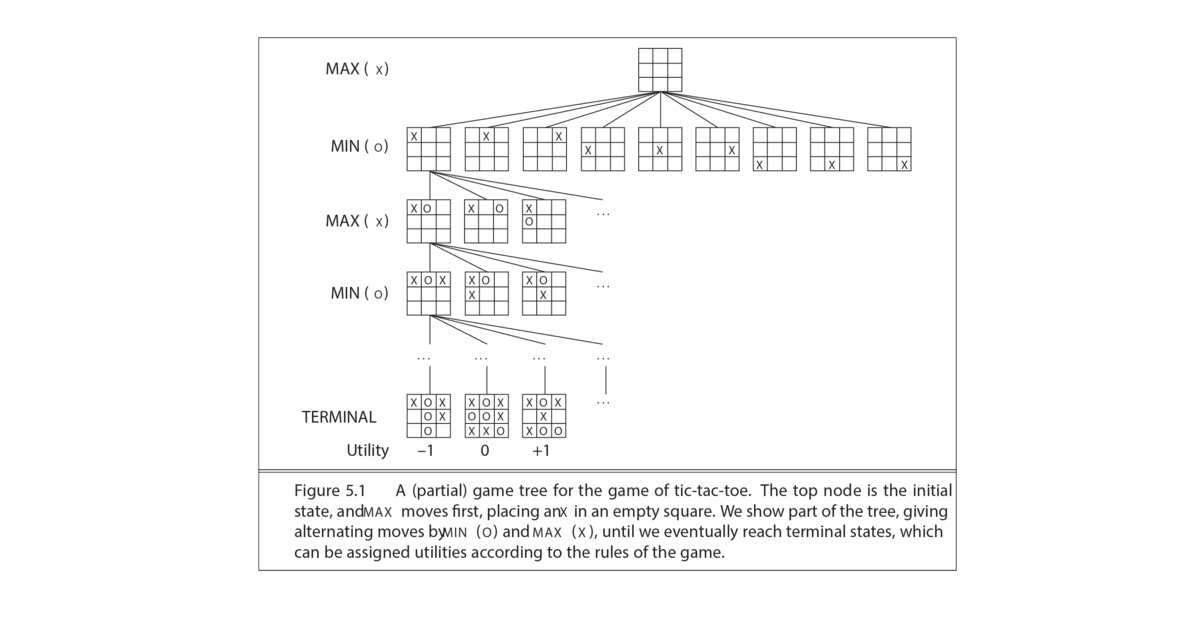 MAX ( x)
MIN ( o)
X X X X X X X X X
MAX ( x)
X O X O X
O
...
MIN ( o)
X O X X O X O
X X
...
... ... ... ...
TERMINAL
X O X X O X X O X
O X O O X X
O X X O X O O
...
Utility –1 0 +1
Figure 5.1 A (partial) game tree for the game of tic-tac-toe. The top node is the initial
state, andMAX moves first, placing anX in an empty square. We show part of the tree, giving
alternating moves byMIN (O) and MAX (X), until we eventually reach terminal states, which
can be assigned utilities according to the rules of the game.